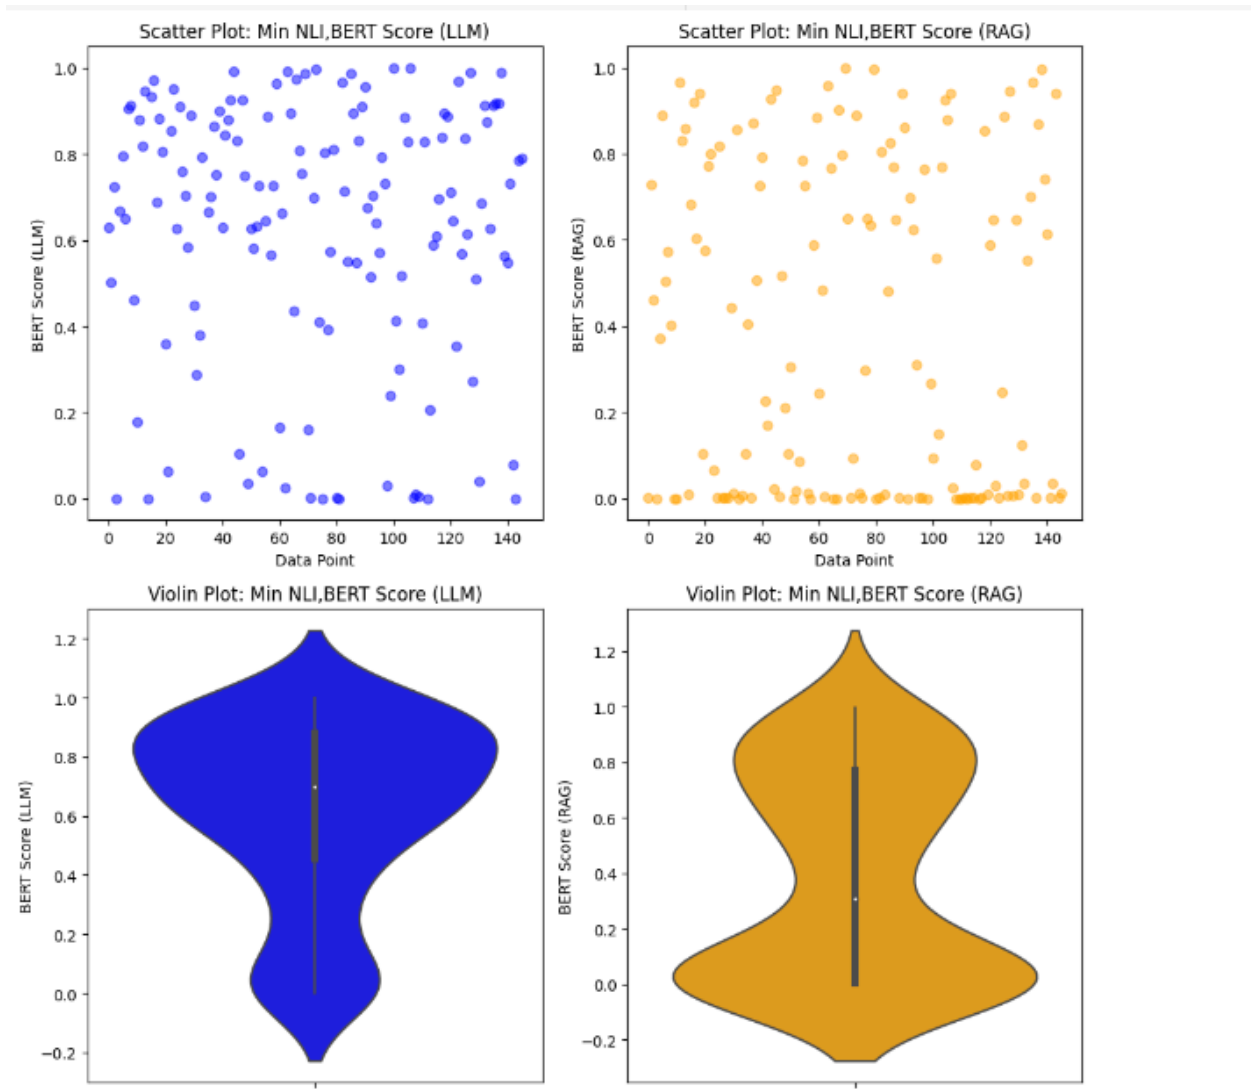 Scatter Plot: Min NLI,BERT Score (LLM)
BERT Score (LLM)
1.0
0.8
0.6
0.4
0.2
0.0
0 20 40 60 80 100 120 140
Data Point
Scatter Plot: Min NLI,BERT Score (RAG)
BERT Score (RAG)
1.0
0.8
0.6
0.4
0.2
0.0
0 20 40 60 80 100 120 140
Data Point
Violin Plot: Min NLI,BERT Score (LLM)
BERT Score (LLM)
1.2
1.0
0.8
0.6
0.4
0.2
0.0
−0.2
Violin Plot: Min NLI,BERT Score (RAG)
BERT Score (RAG)
1.2
1.0
0.8
0.6
0.4
0.2
0.0
−0.2